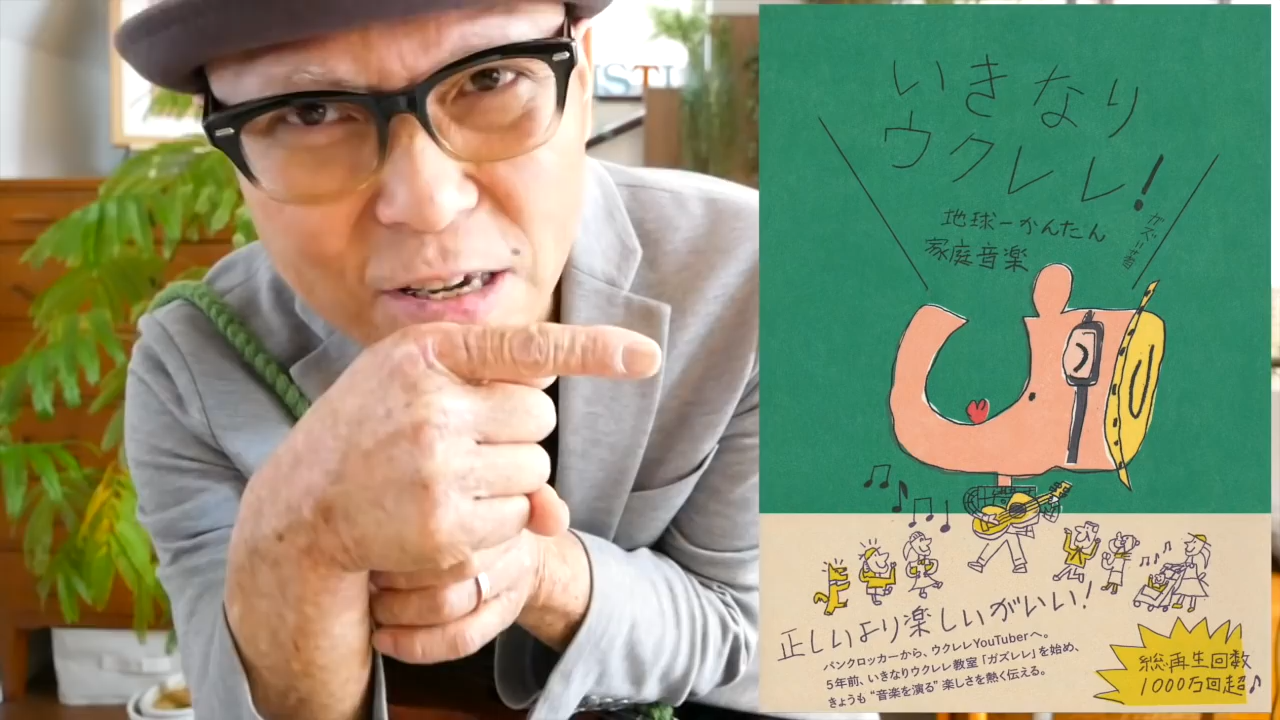 いきなり
ウクレレ!
地球一かんたん
家庭音楽
ガズ 著
正しいより楽しいがいい!
パンクロッカーから、ウクレレYouTuberへ。
5年前、いきなりウクレレ教室「ガズレレ」を始め、
きょうも“音楽を演る”楽しさを熱く伝える。
総再生回数
1000万回超